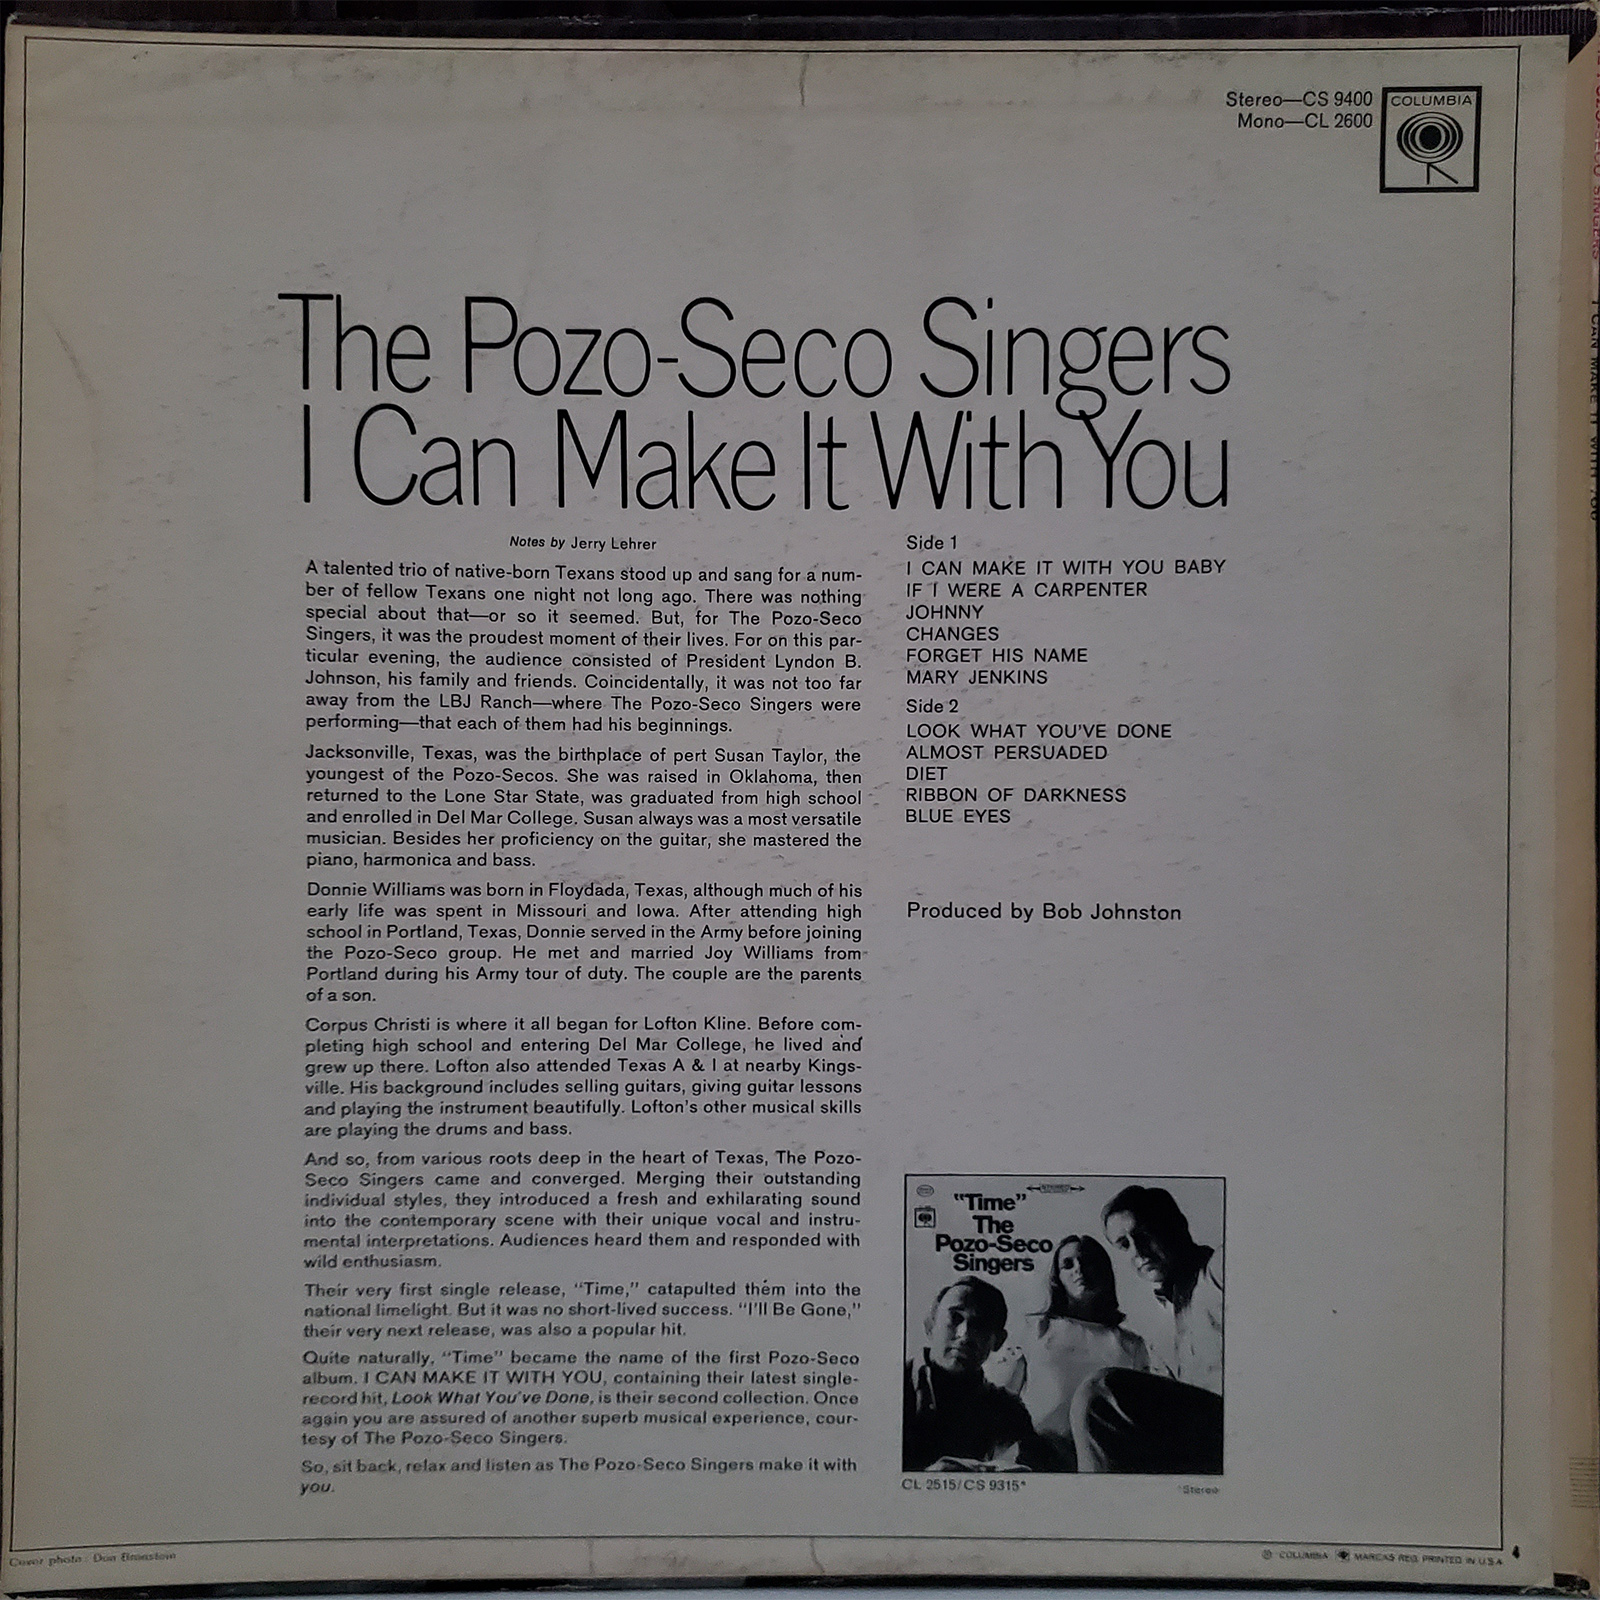 Stereo—CS 9400
Mono—CL 2600
COLUMBIA
The Pozo-Seco Singers
I Can Make It With You
Notes by Jerry Lehrer
A talented trio of native-born Texans stood up and sang for a num-
ber of fellow Texans one night not long ago. There was nothing
special about that—or so it seemed. But, for The Pozo-Seco
Singers, it was the proudest moment of their lives. For on this par-
ticular evening, the audience consisted of President Lyndon B.
Johnson, his family and friends. Coincidentally, it was not too far
away from the LBJ Ranch—where The Pozo-Seco Singers were
performing—that each of them had his beginnings.
Jacksonville, Texas, was the birthplace of pert Susan Taylor, the
youngest of the Pozo-Secos. She was raised in Oklahoma, then
returned to the Lone Star State, was graduated from high school
and enrolled in Del Mar College. Susan always was a most versatile
musician. Besides her proficiency on the guitar, she mastered the
piano, harmonica and bass.
Donnie Williams was born in Floydada, Texas, although much of his
early life was spent in Missouri and Iowa. After attending high
school in Portland, Texas, Donnie served in the Army before joining
the Pozo-Seco group. He met and married Joy Williams from
Portland during his Army tour of duty. The couple are the parents
of a son.
Corpus Christi is where it all began for Lofton Kline. Before com-
pleting high school and entering Del Mar College, he lived and
grew up there. Lofton also attended Texas A & I at nearby Kings-
ville. His background includes selling guitars, giving guitar lessons
and playing the instrument beautifully. Lofton's other musical skills
are playing the drums and bass.
And so, from various roots deep in the heart of Texas, The Pozo-
Seco Singers came and converged. Merging their outstanding
individual styles, they introduced a fresh and exhilarating sound
into the contemporary scene with their unique vocal and instru-
mental interpretations. Audiences heard them and responded with
wild enthusiasm.
Their very first single release, "Time," catapulted them into the
national limelight. But it was no short-lived success. "I'll Be Gone,"
their very next release, was also a popular hit.
Quite naturally, "Time" became the name of the first Pozo-Seco
album. I CAN MAKE IT WITH YOU, containing their latest single-
record hit, Look What You've Done, is their second collection. Once
again you are assured of another superb musical experience, cour-
tesy of The Pozo-Seco Singers.
So, sit back, relax and listen as The Pozo-Seco Singers make it with
you.
Side 1
I CAN MAKE IT WITH YOU BABY
IF I WERE A CARPENTER
JOHNNY
CHANGES
FORGET HIS NAME
MARY JENKINS
Side 2
LOOK WHAT YOU'VE DONE
ALMOST PERSUADED
DIET
RIBBON OF DARKNESS
BLUE EYES
Produced by Bob Johnston
"Time"
The
Pozo-Seco
Singers
CL 2515/CS 9315*
*Stereo
Cover photo: Don Bronstein
℗ COLUMBIA MARCAS REG. PRINTED IN U.S.A.
4
POZO-SECO SINGERS I CAN MAKE IT WITH YOU